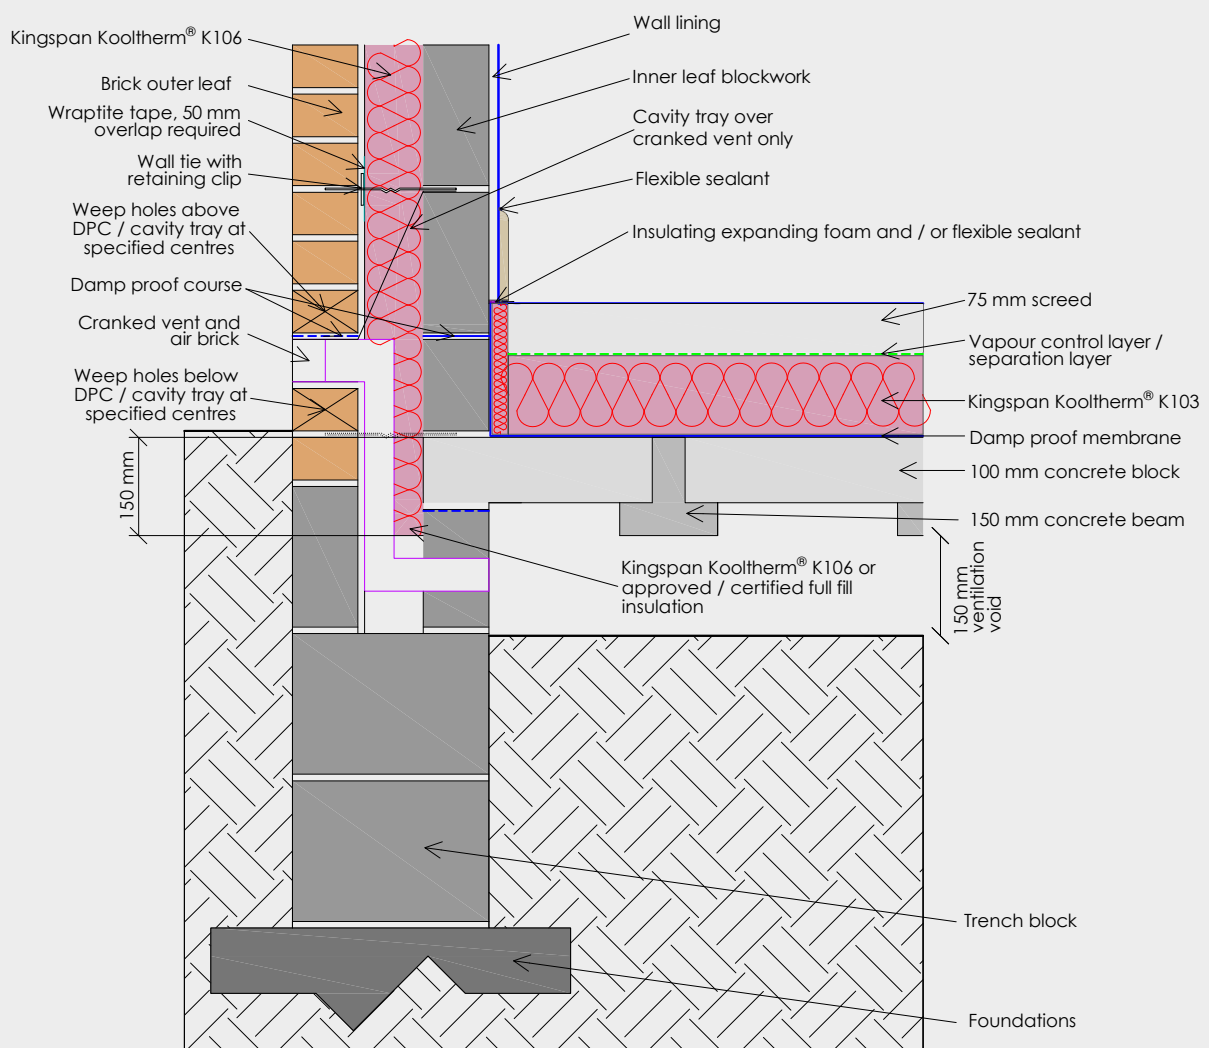 Kingspan Kooltherm® K106
Brick outer leaf
Wraptite tape, 50 mm
overlap required
Wall tie with
retaining clip
Weep holes above
DPC / cavity tray at
specified centres
Damp proof course
Cranked vent and
air brick
Weep holes below
DPC / cavity tray at
specified centres
150 mm
Wall lining
Inner leaf blockwork
Cavity tray over
cranked vent only
Flexible sealant
Insulating expanding foam and / or flexible sealant
75 mm screed
Vapour control layer /
separation layer
Kingspan Kooltherm® K103
Damp proof membrane
100 mm concrete block
150 mm concrete beam
Kingspan Kooltherm® K106 or
approved / certified full fill
insulation
150 mm
ventilation
void
Trench block
Foundations